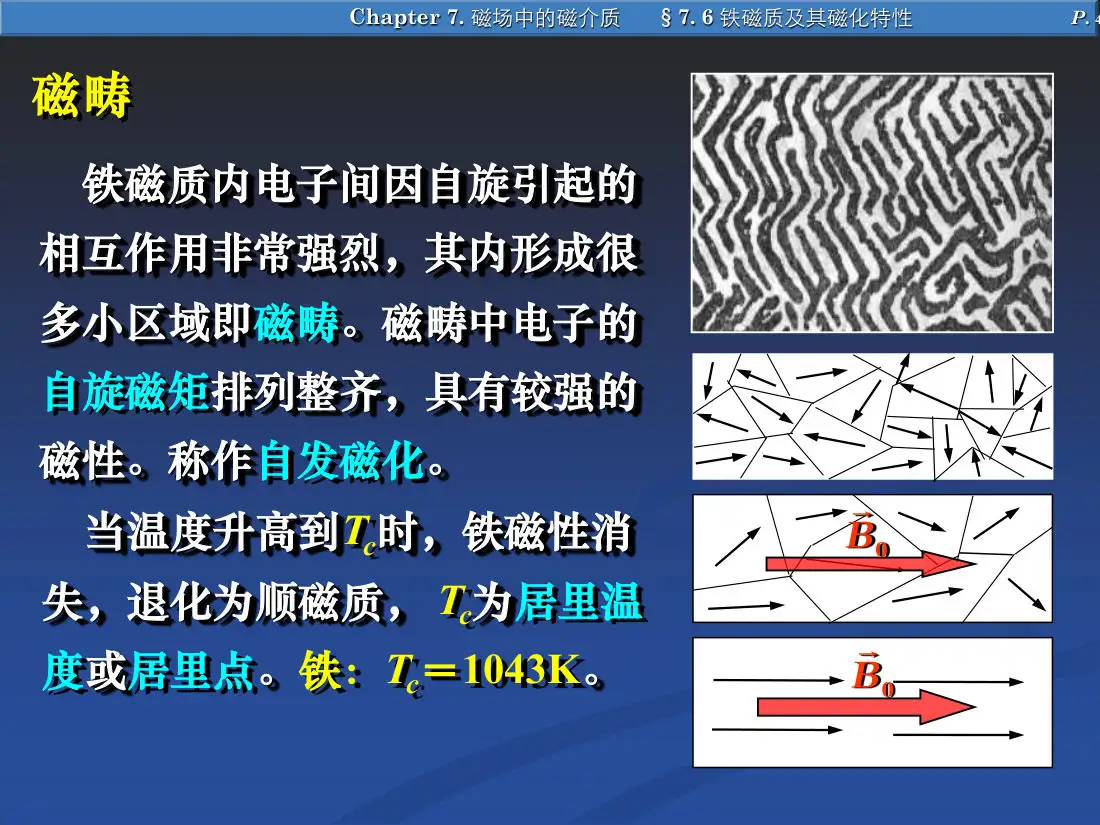 Chapter 7. 磁场中的磁介质 §7. 6 铁磁质及其磁化特性 P. 4
磁畴
铁磁质内电子间因自旋引起的
相互作用非常强烈，其内形成很
多小区域即磁畴。磁畴中电子的
自旋磁矩排列整齐，具有较强的
磁性。称作自发磁化。
当温度升高到Tc时，铁磁性消
失，退化为顺磁质， Tc为居里温
度或居里点。铁：Tc＝1043K。
B⃗0
B⃗0